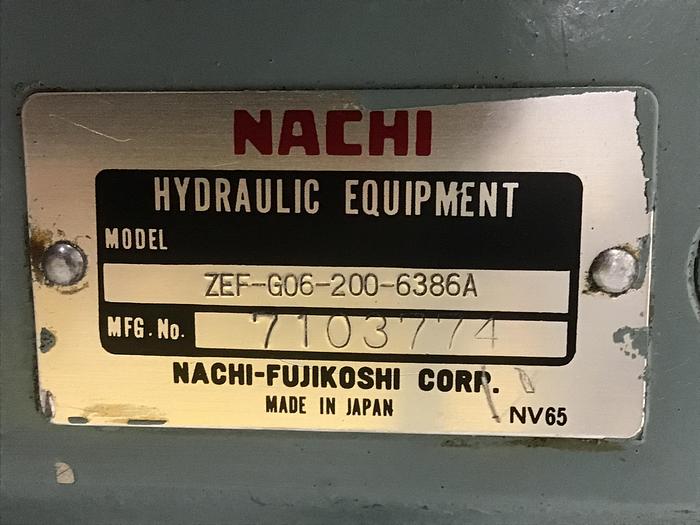 NACHI
HYDRAULIC EQUIPMENT
MODEL
ZEF-G06-200-6386A
MFG.No. 7103774
NACHI-FUJIKOSHI CORP.
MADE IN JAPAN
NV65